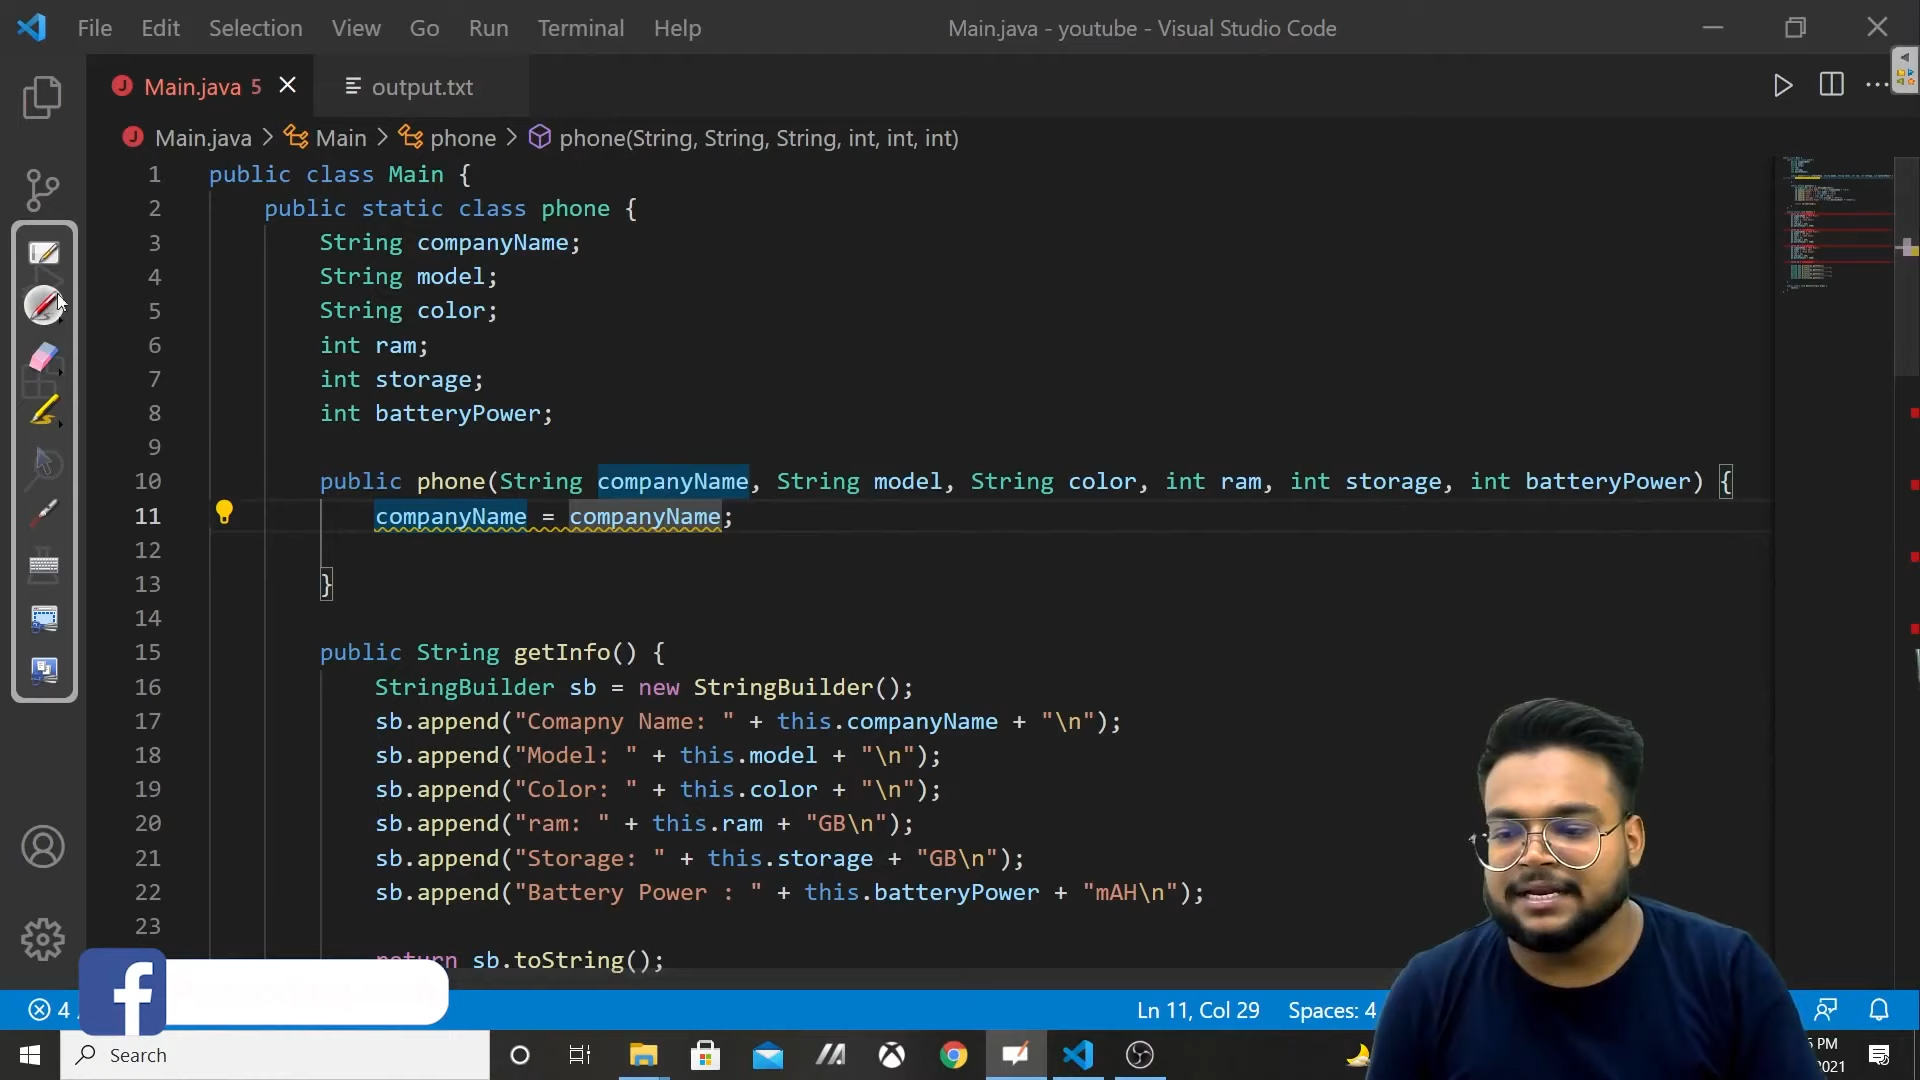 File Edit Selection View Go Run Terminal Help Main.java - youtube - Visual Studio Code
Main.java 5 output.txt
Main.java > Main > phone > phone(String, String, String, int, int, int)
1 public class Main {
2 public static class phone {
3 String companyName;
4 String model;
5 String color;
6 int ram;
7 int storage;
8 int batteryPower;
9
10 public phone(String companyName, String model, String color, int ram, int storage, int batteryPower) {
11 companyName = companyName;
12
13 }
14
15 public String getInfo() {
16 StringBuilder sb = new StringBuilder();
17 sb.append("Comapny Name: " + this.companyName + "\n");
18 sb.append("Model: " + this.model + "\n");
19 sb.append("Color: " + this.color + "\n");
20 sb.append("ram: " + this.ram + "GB\n");
21 sb.append("Storage: " + this.storage + "GB\n");
22 sb.append("Battery Power : " + this.batteryPower + "mAH\n");
23
return sb.toString();
4 Ln 11, Col 29 Spaces: 4
Search
PM
2021